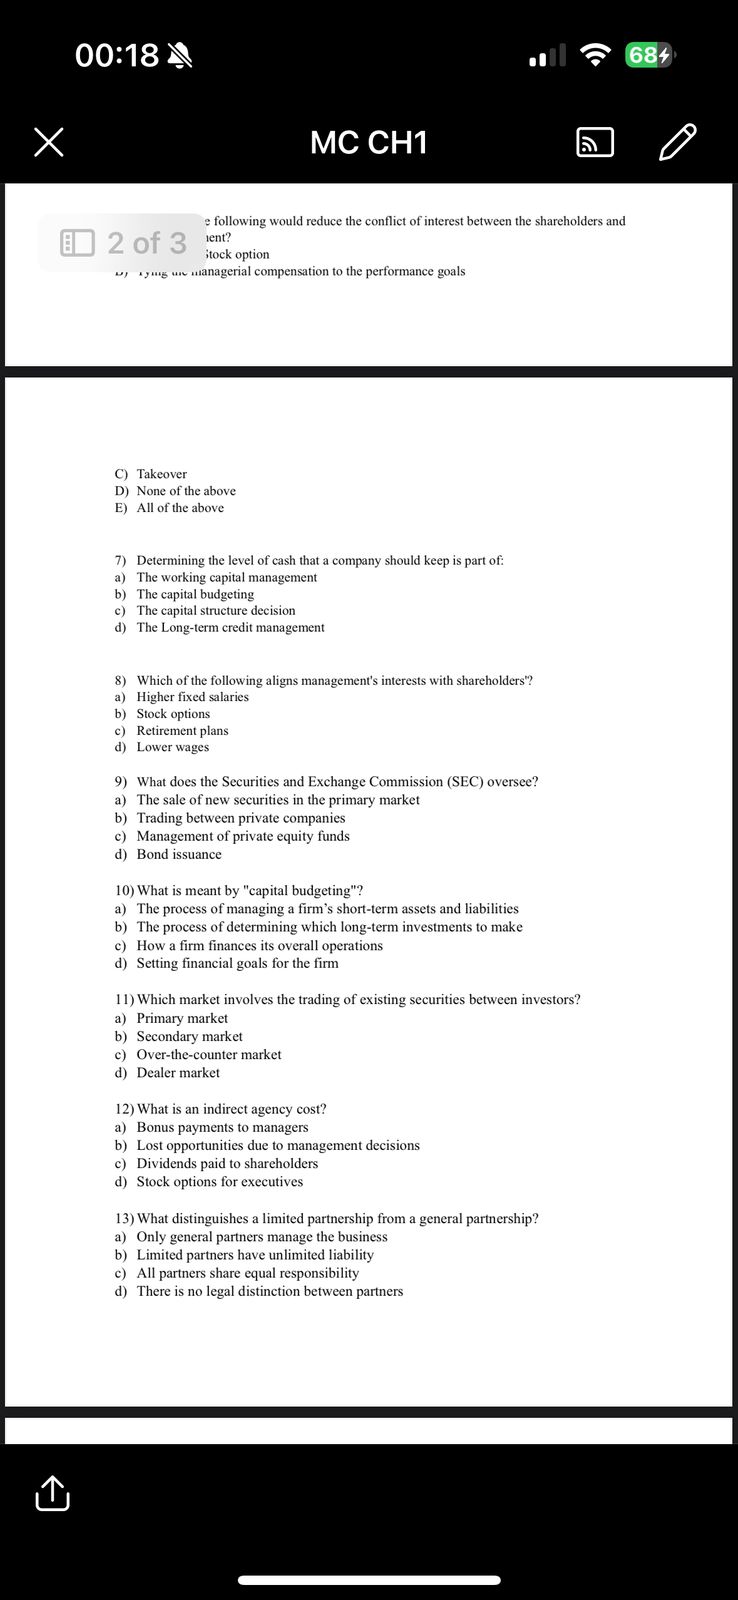 00:18
68
MC CH1
2 of 3
e following would reduce the conflict of interest between the shareholders and
ent?
Stock option
managerial compensation to the performance goals
C) Takeover
D) None of the above
E) All of the above
7) Determining the level of cash that a company should keep is part of:
a) The working capital management
b) The capital budgeting
c) The capital structure decision
d) The Long-term credit management
8) Which of the following aligns management's interests with shareholders'?
a) Higher fixed salaries
b) Stock options
c) Retirement plans
d) Lower wages
9) What does the Securities and Exchange Commission (SEC) oversee?
a) The sale of new securities in the primary market
b) Trading between private companies
c) Management of private equity funds
d) Bond issuance
10) What is meant by "capital budgeting"?
a) The process of managing a firm’s short-term assets and liabilities
b) The process of determining which long-term investments to make
c) How a firm finances its overall operations
d) Setting financial goals for the firm
11) Which market involves the trading of existing securities between investors?
a) Primary market
b) Secondary market
c) Over-the-counter market
d) Dealer market
12) What is an indirect agency cost?
a) Bonus payments to managers
b) Lost opportunities due to management decisions
c) Dividends paid to shareholders
d) Stock options for executives
13) What distinguishes a limited partnership from a general partnership?
a) Only general partners manage the business
b) Limited partners have unlimited liability
c) All partners share equal responsibility
d) There is no legal distinction between partners